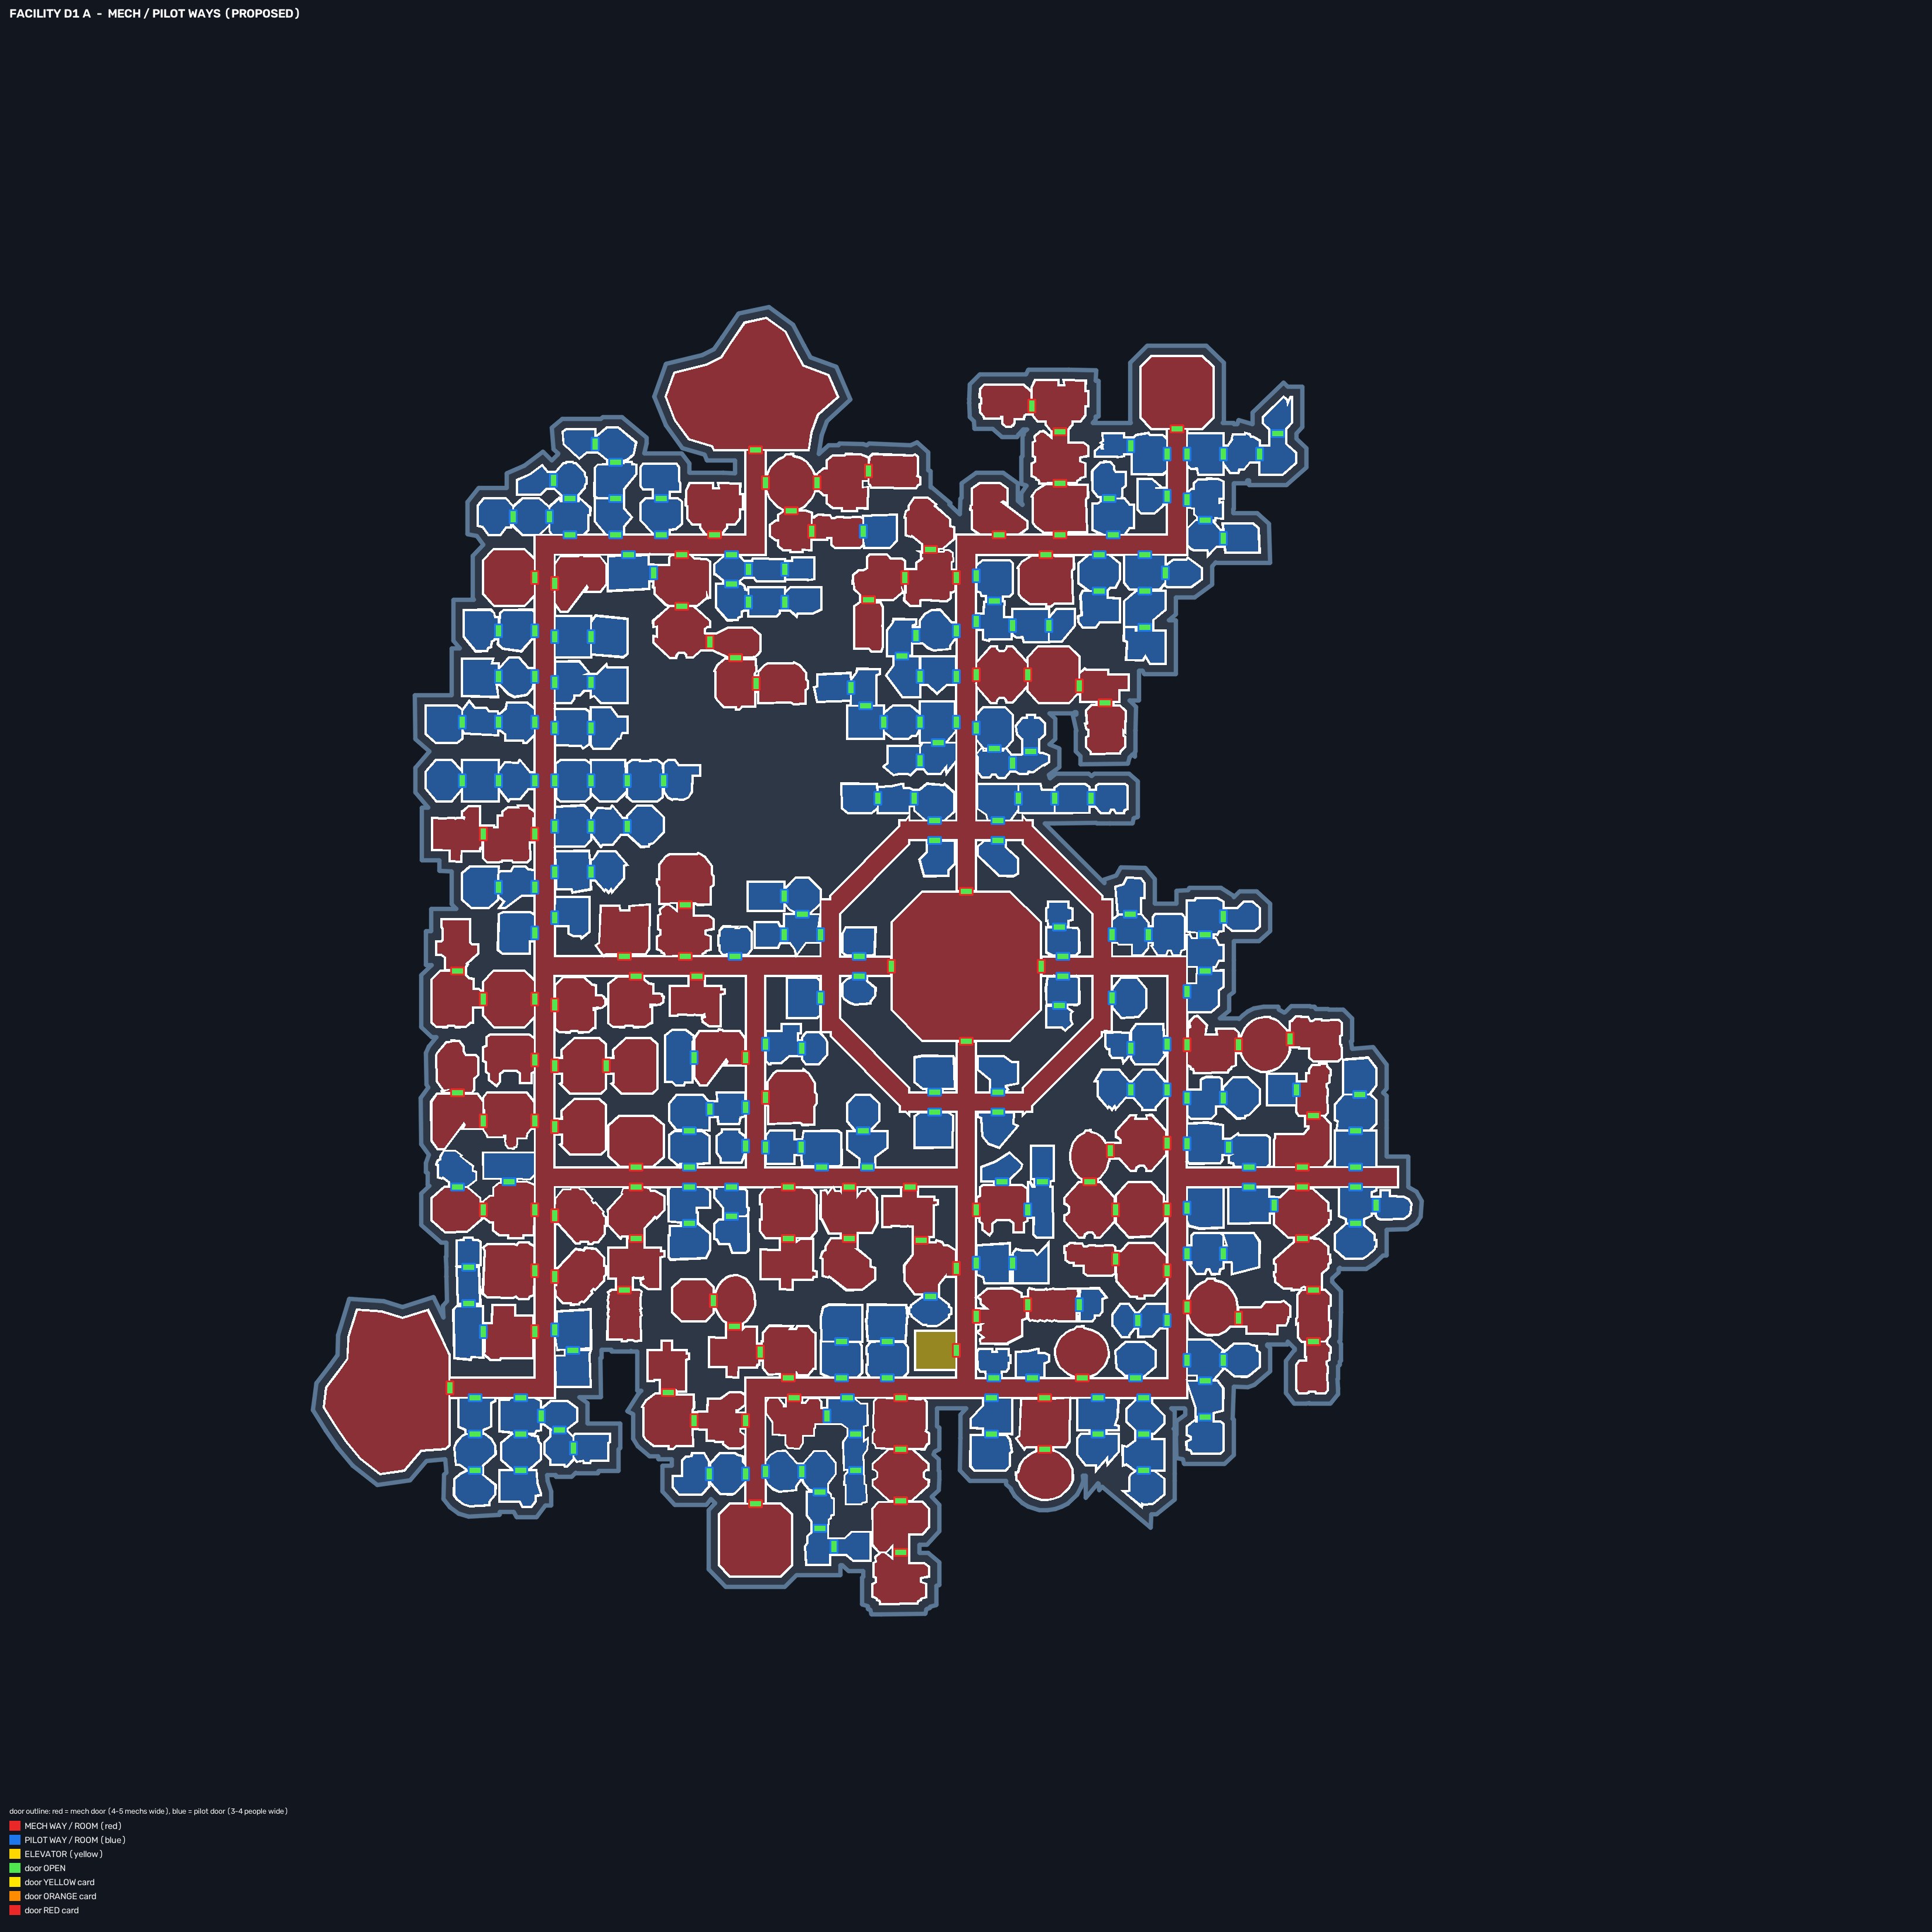 FACILITY D1 A - MECH / PILOT WAYS (PROPOSED)
door outline: red = mech door (4-5 mechs wide), blue = pilot door (3-4 people wide)
MECH WAY / ROOM (red)
PILOT WAY / ROOM (blue)
ELEVATOR (yellow)
door OPEN
door YELLOW card
door ORANGE card
door RED card